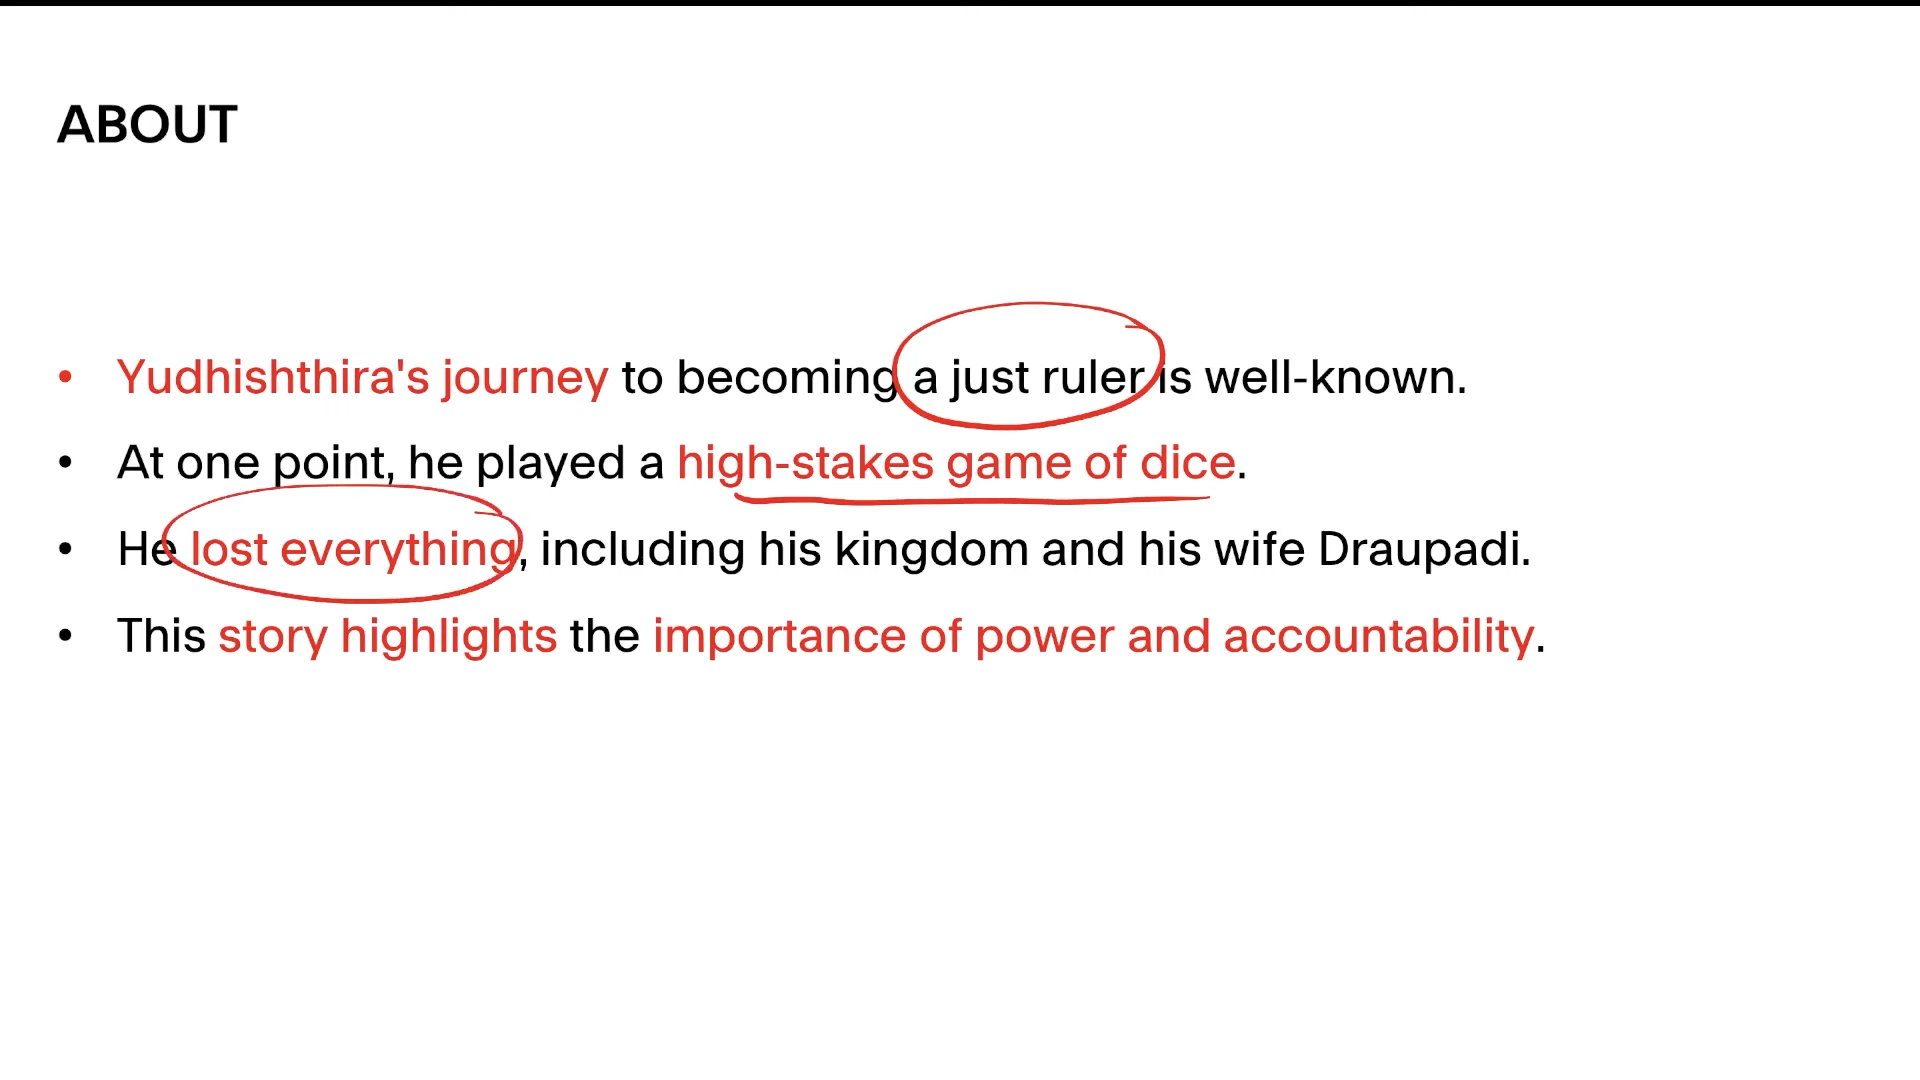 ABOUT
• Yudhishthira's journey to becoming a just ruler is well-known.
• At one point, he played a high-stakes game of dice.
• He lost everything, including his kingdom and his wife Draupadi.
• This story highlights the importance of power and accountability.